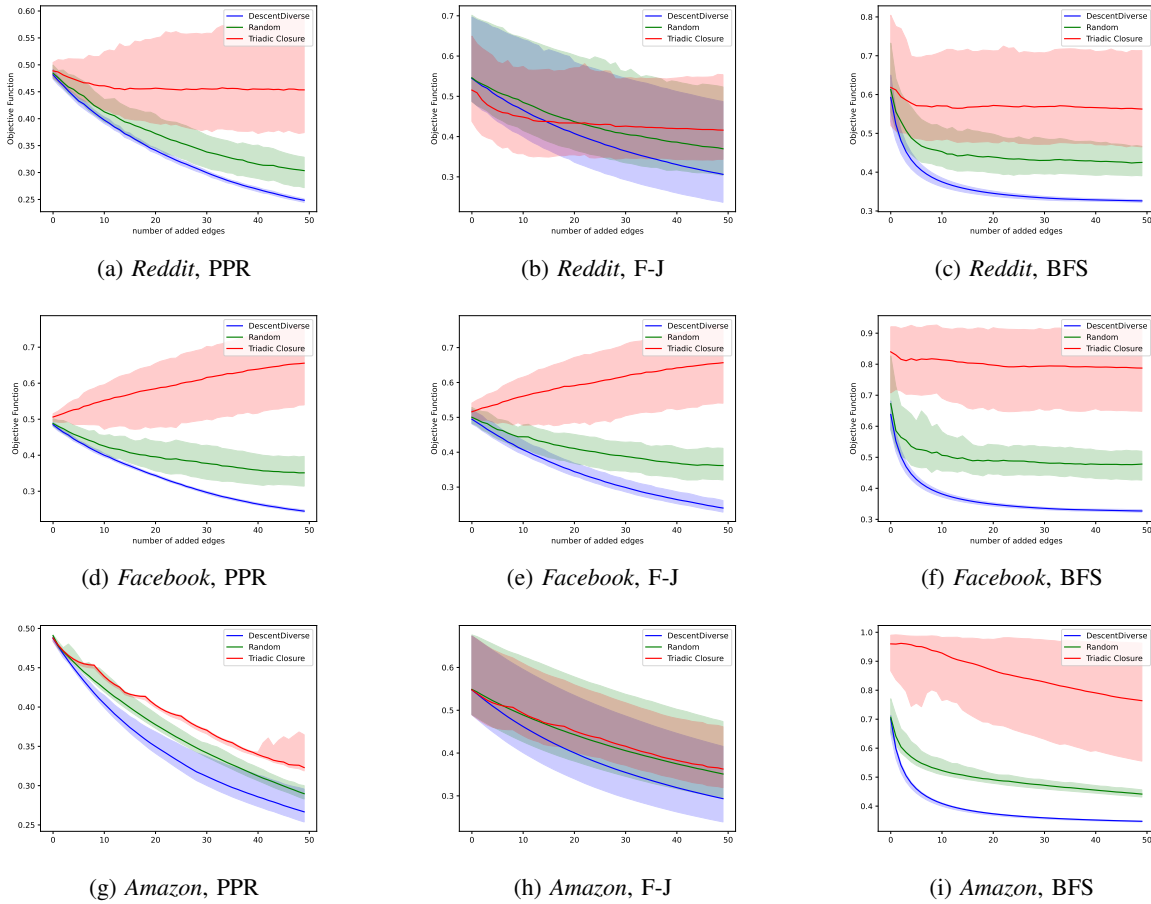 DescentDiverse
Random
Triadic Closure
Objective Function
0.60
0.55
0.50
0.45
0.40
0.35
0.30
0.25
0 10 20 30 40 50
number of added edges
(a) Reddit, PPR
DescentDiverse
Random
Triadic Closure
Objective Function
0.7
0.6
0.5
0.4
0.3
0 10 20 30 40 50
number of added edges
(b) Reddit, F-J
DescentDiverse
Random
Triadic Closure
Objective Function
0.8
0.7
0.6
0.5
0.4
0.3
0 10 20 30 40 50
number of added edges
(c) Reddit, BFS
DescentDiverse
Random
Triadic Closure
Objective Function
0.7
0.6
0.5
0.4
0.3
0 10 20 30 40 50
number of added edges
(d) Facebook, PPR
DescentDiverse
Random
Triadic Closure
Objective Function
0.7
0.6
0.5
0.4
0.3
0 10 20 30 40 50
number of added edges
(e) Facebook, F-J
DescentDiverse
Random
Triadic Closure
Objective Function
0.9
0.8
0.7
0.6
0.5
0.4
0.3
0 10 20 30 40 50
number of added edges
(f) Facebook, BFS
DescentDiverse
Random
Triadic Closure
0.50
0.45
0.40
0.35
0.30
0.25
0 10 20 30 40 50
(g) Amazon, PPR
DescentDiverse
Random
Triadic Closure
0.6
0.5
0.4
0.3
0 10 20 30 40 50
(h) Amazon, F-J
DescentDiverse
Random
Triadic Closure
1.0
0.9
0.8
0.7
0.6
0.5
0.4
0 10 20 30 40 50
(i) Amazon, BFS